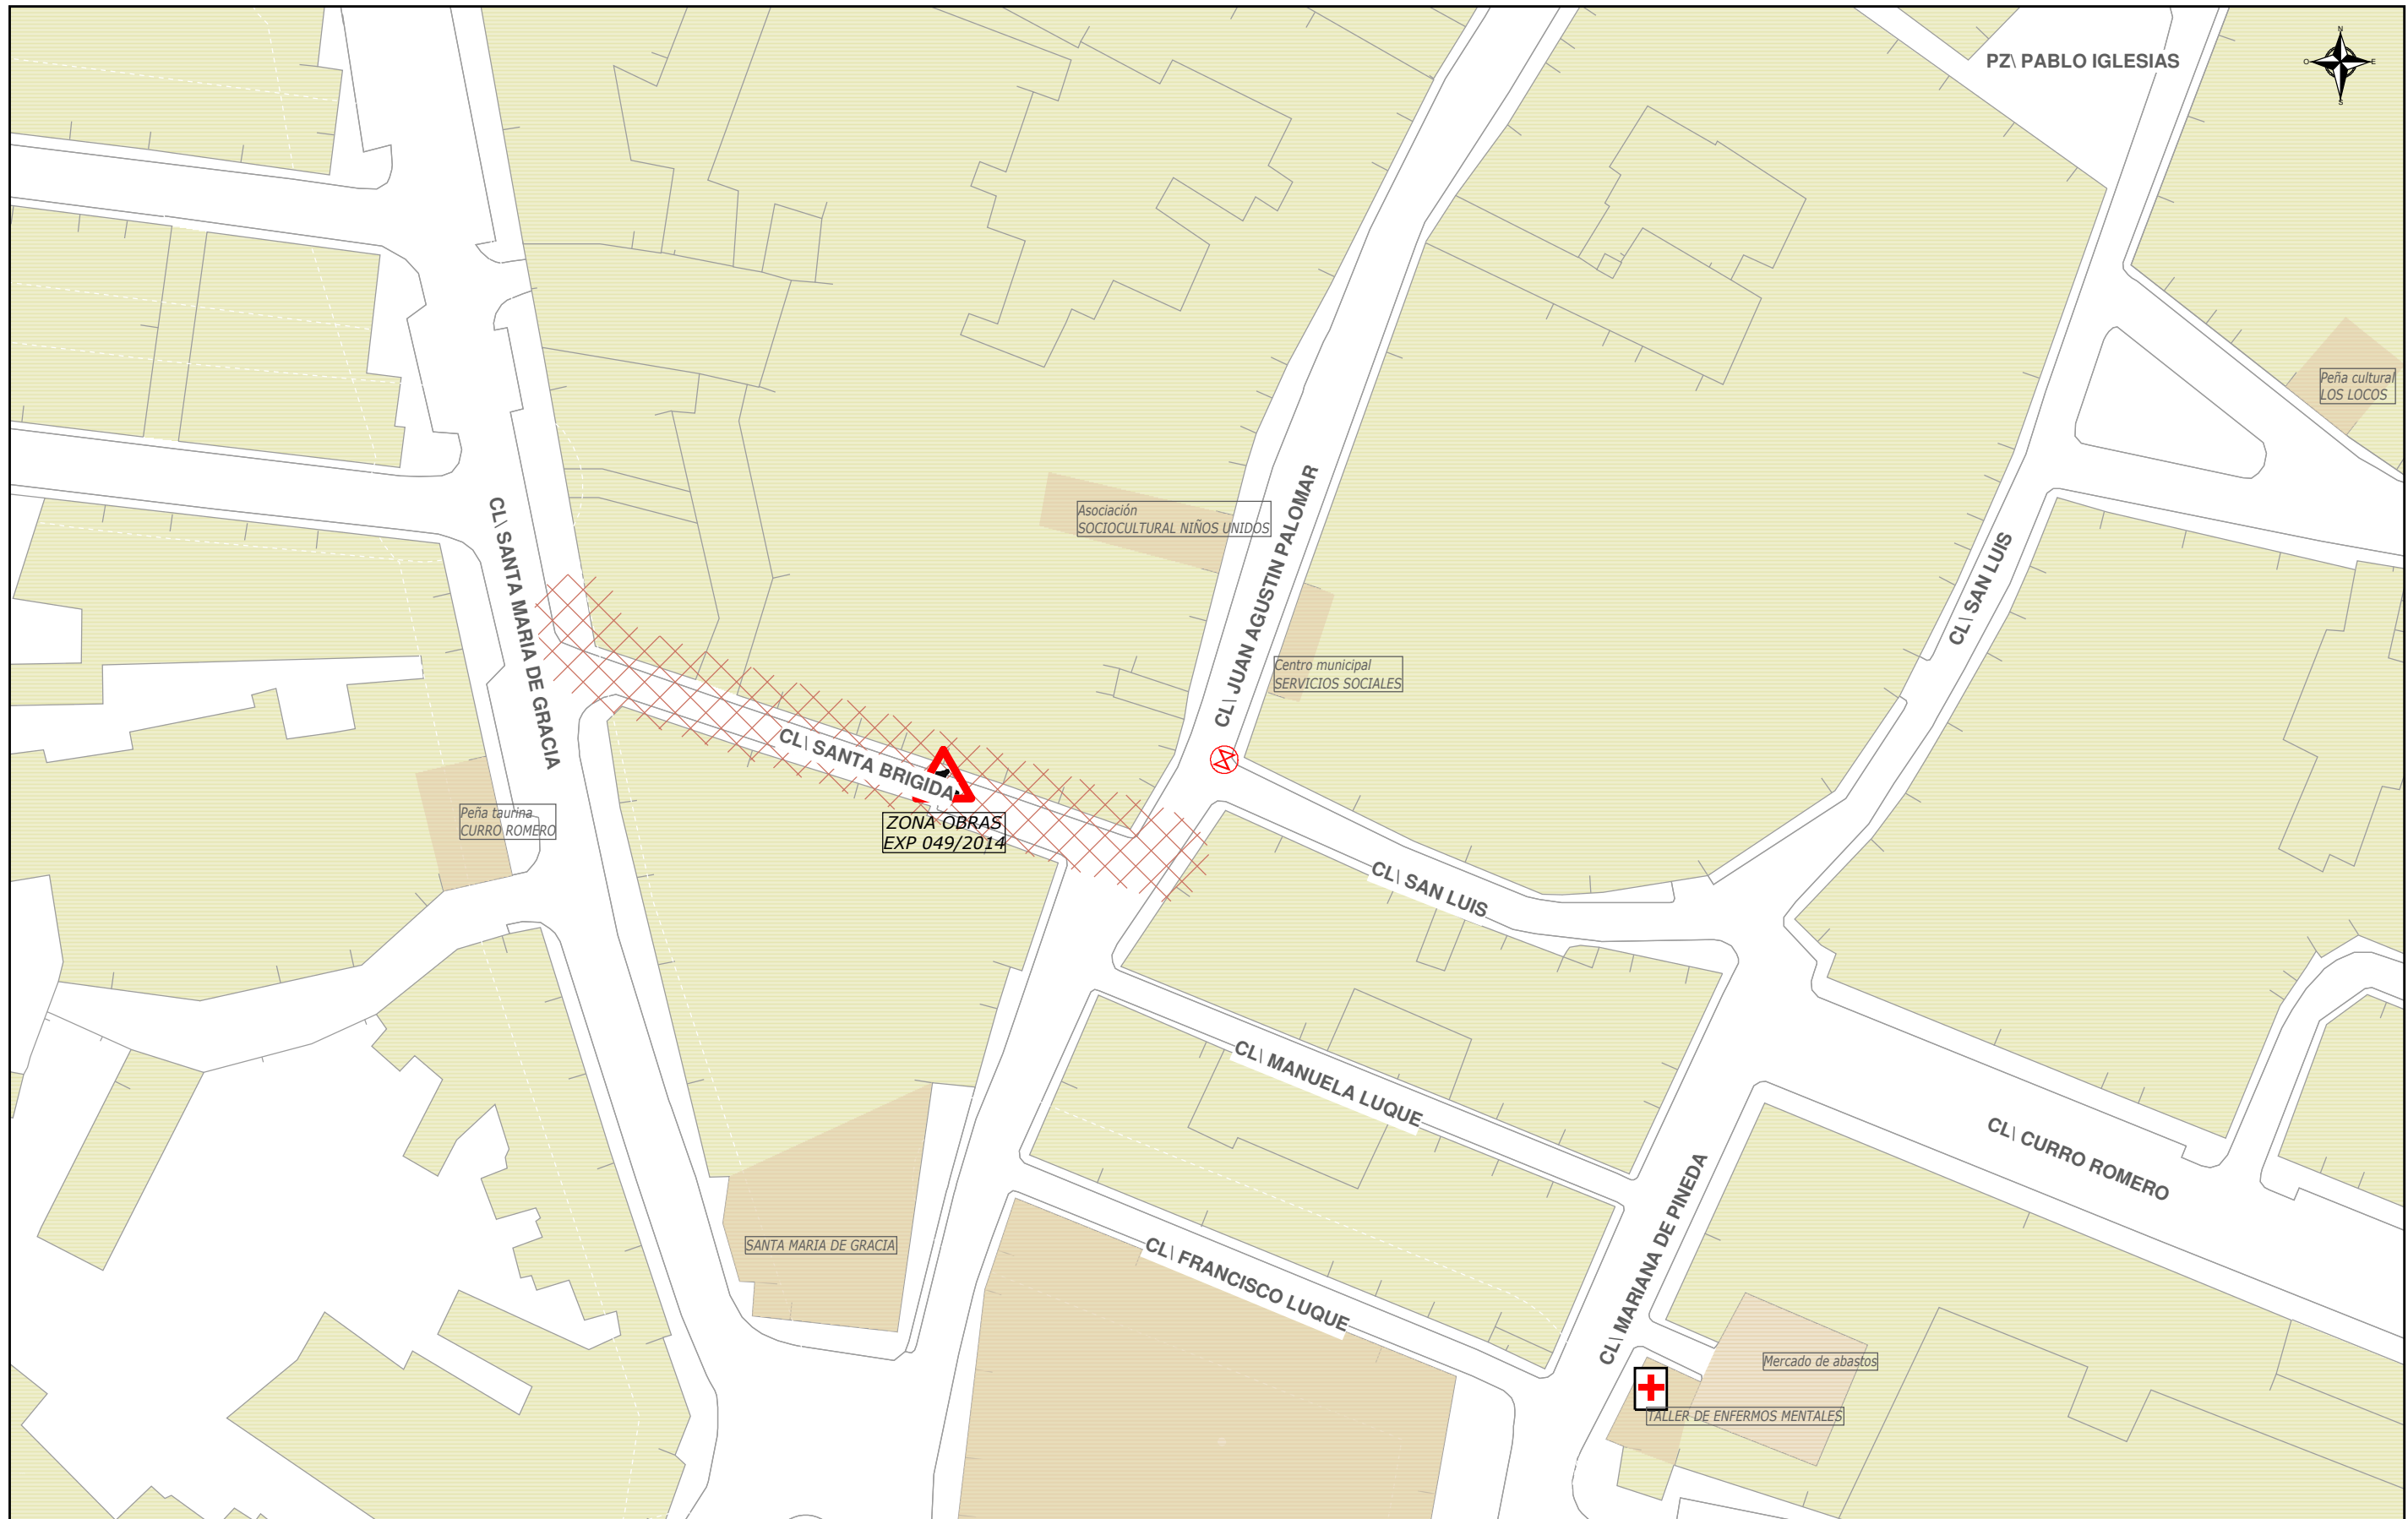 PZ\ PABLO IGLESIAS
N
O
E
S
Peña cultural
LOS LOCOS
CL\ SANTA MARIA DE GRACIA
Asociación
SOCIOCULTURAL NIÑOS UNIDOS
CL\ JUAN AGUSTIN PALOMAR
CL\ SAN LUIS
Centro municipal
SERVICIOS SOCIALES
CL\ SANTA BRIGIDA
Peña taurina
CURRO ROMERO
ZONA OBRAS
EXP 049/2014
CL\ SAN LUIS
CL\ MANUELA LUQUE
CL\ CURRO ROMERO
CL\ MARIANA DE PINEDA
SANTA MARIA DE GRACIA
CL\ FRANCISCO LUQUE
Mercado de abastos
TALLER DE ENFERMOS MENTALES